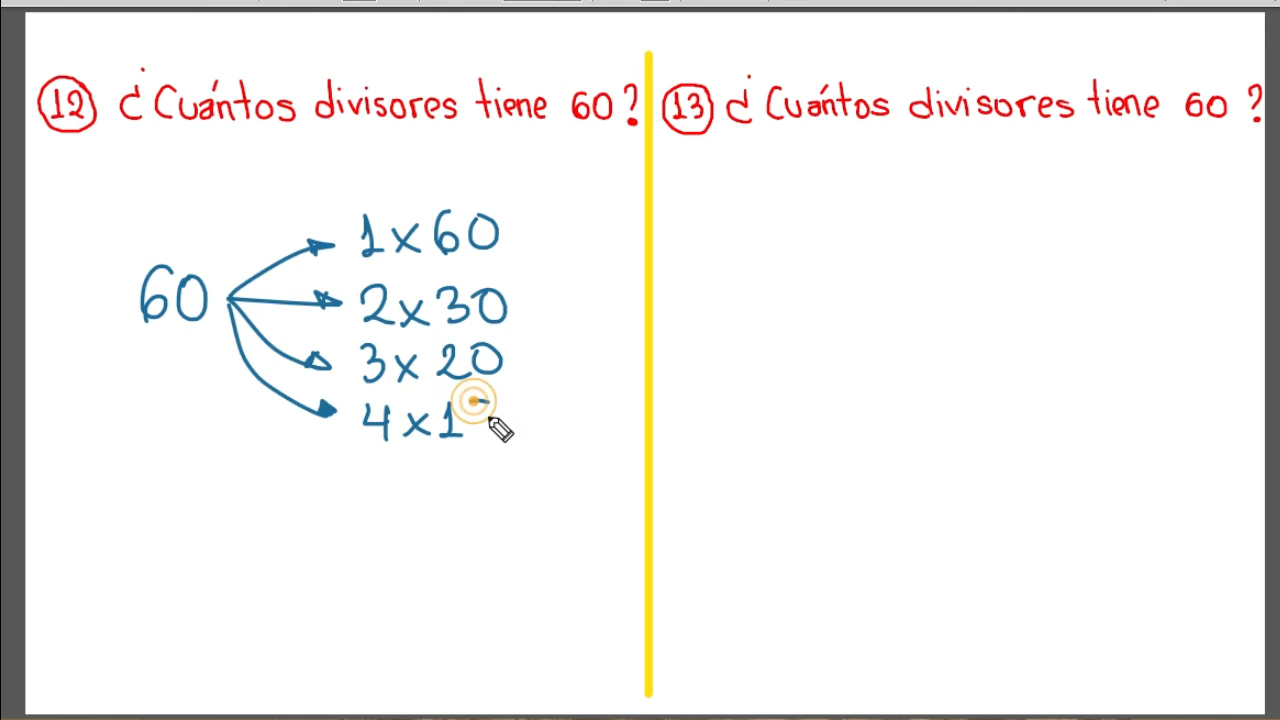 12 ¿Cuántos divisores tiene 60?
60
1x60
2x30
3x20
4x1
13 ¿Cuántos divisores tiene 60?